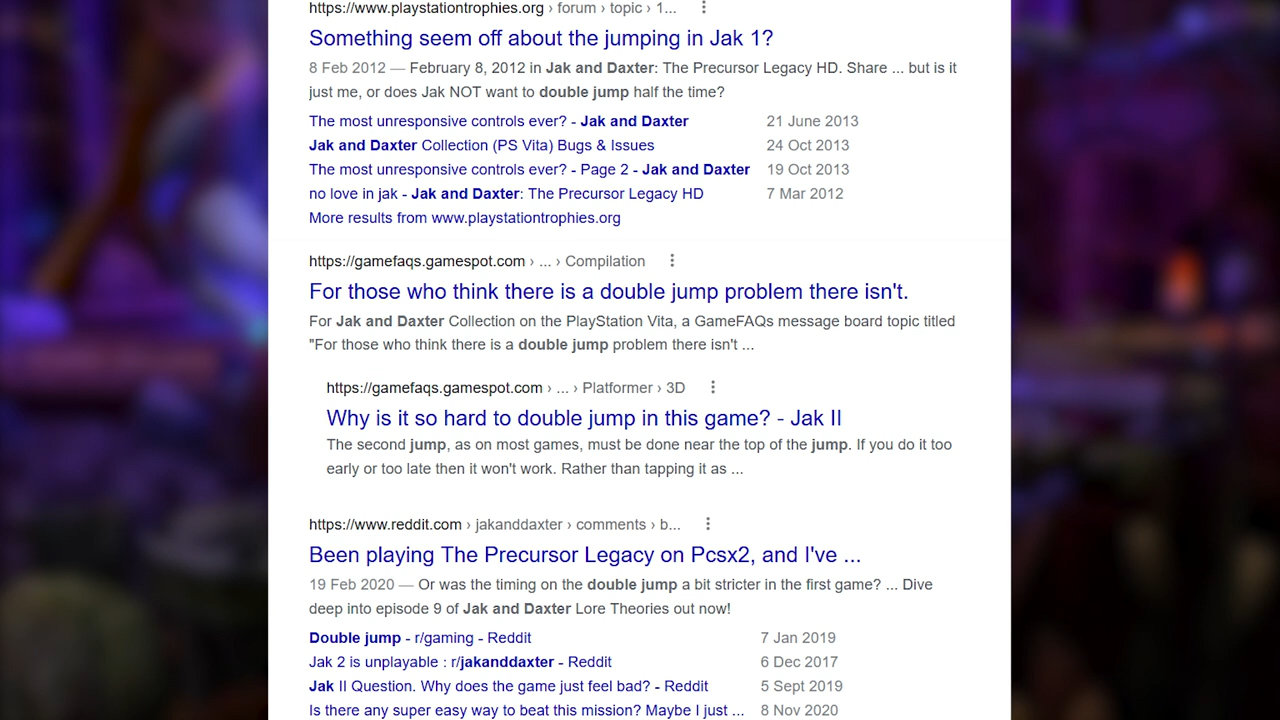 https://www.playstationtrophies.org › forum › topic › 1...
Something seem off about the jumping in Jak 1?
8 Feb 2012 — February 8, 2012 in Jak and Daxter: The Precursor Legacy HD. Share ... but is it
just me, or does Jak NOT want to double jump half the time?
The most unresponsive controls ever? - Jak and Daxter 21 June 2013
Jak and Daxter Collection (PS Vita) Bugs & Issues 24 Oct 2013
The most unresponsive controls ever? - Page 2 - Jak and Daxter 19 Oct 2013
no love in jak - Jak and Daxter: The Precursor Legacy HD 7 Mar 2012
More results from www.playstationtrophies.org
https://gamefaqs.gamespot.com › ... › Compilation
For those who think there is a double jump problem there isn't.
For Jak and Daxter Collection on the PlayStation Vita, a GameFAQs message board topic titled
"For those who think there is a double jump problem there isn't ...
https://gamefaqs.gamespot.com › ... › Platformer › 3D
Why is it so hard to double jump in this game? - Jak II
The second jump, as on most games, must be done near the top of the jump. If you do it too
early or too late then it won't work. Rather than tapping it as ...
https://www.reddit.com › jakanddaxter › comments › b...
Been playing The Precursor Legacy on Pcsx2, and I've ...
19 Feb 2020 — Or was the timing on the double jump a bit stricter in the first game? ... Dive
deep into episode 9 of Jak and Daxter Lore Theories out now!
Double jump - r/gaming - Reddit 7 Jan 2019
Jak 2 is unplayable : r/jakanddaxter - Reddit 6 Dec 2017
Jak II Question. Why does the game just feel bad? - Reddit 5 Sept 2019
Is there any super easy way to beat this mission? Maybe I just ... 8 Nov 2020